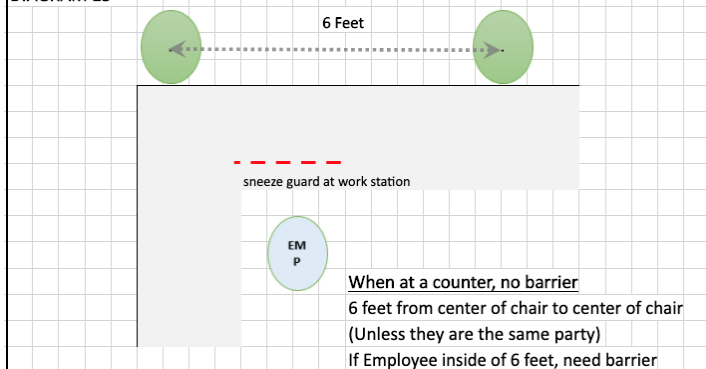 6 Feet
sneeze guard at work station
EM
P
When at a counter, no barrier
6 feet from center of chair to center of chair
(Unless they are the same party)
If Employee inside of 6 feet, need barrier